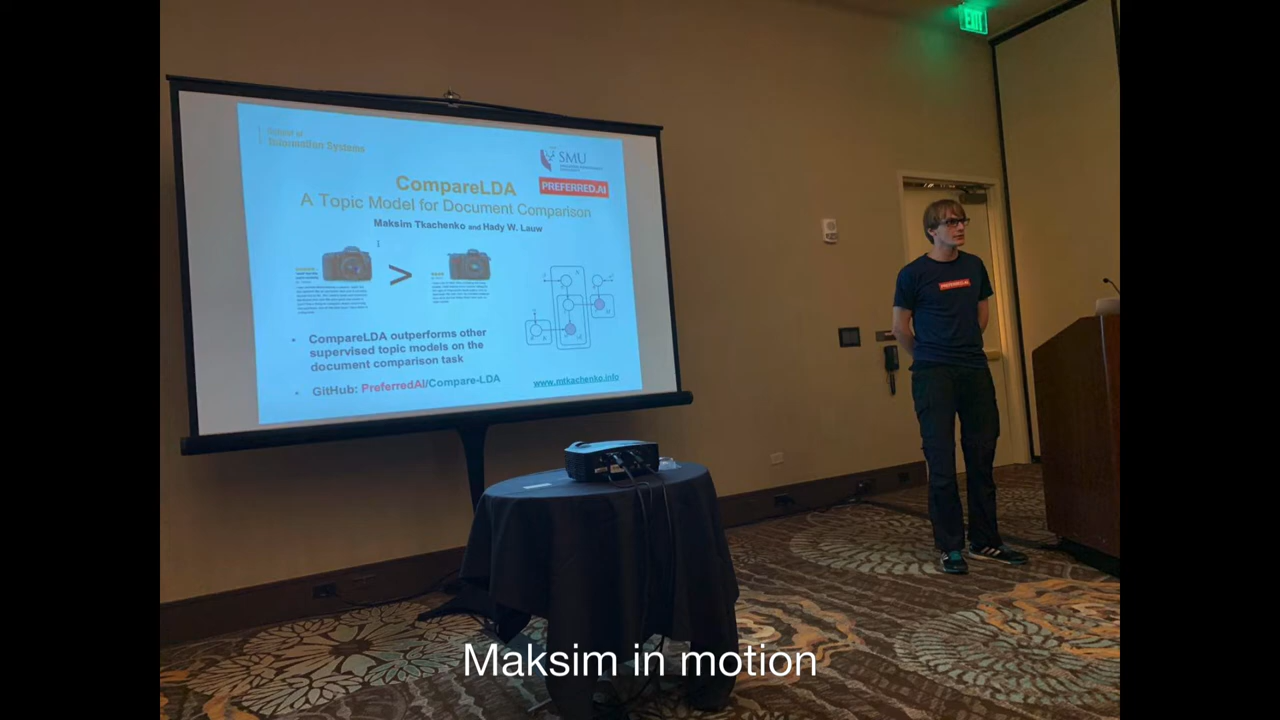 EXIT
School of
Information Systems
SMU
PREFERRED.AI
CompareLDA
A Topic Model for Document Comparison
Maksim Tkachenko and Hady W. Lauw
>
• CompareLDA outperforms other
supervised topic models on the
document comparison task
• GitHub: PreferredAI/Compare-LDA
www.mtkachenko.info
PREFERRED.AI
Maksim in motion